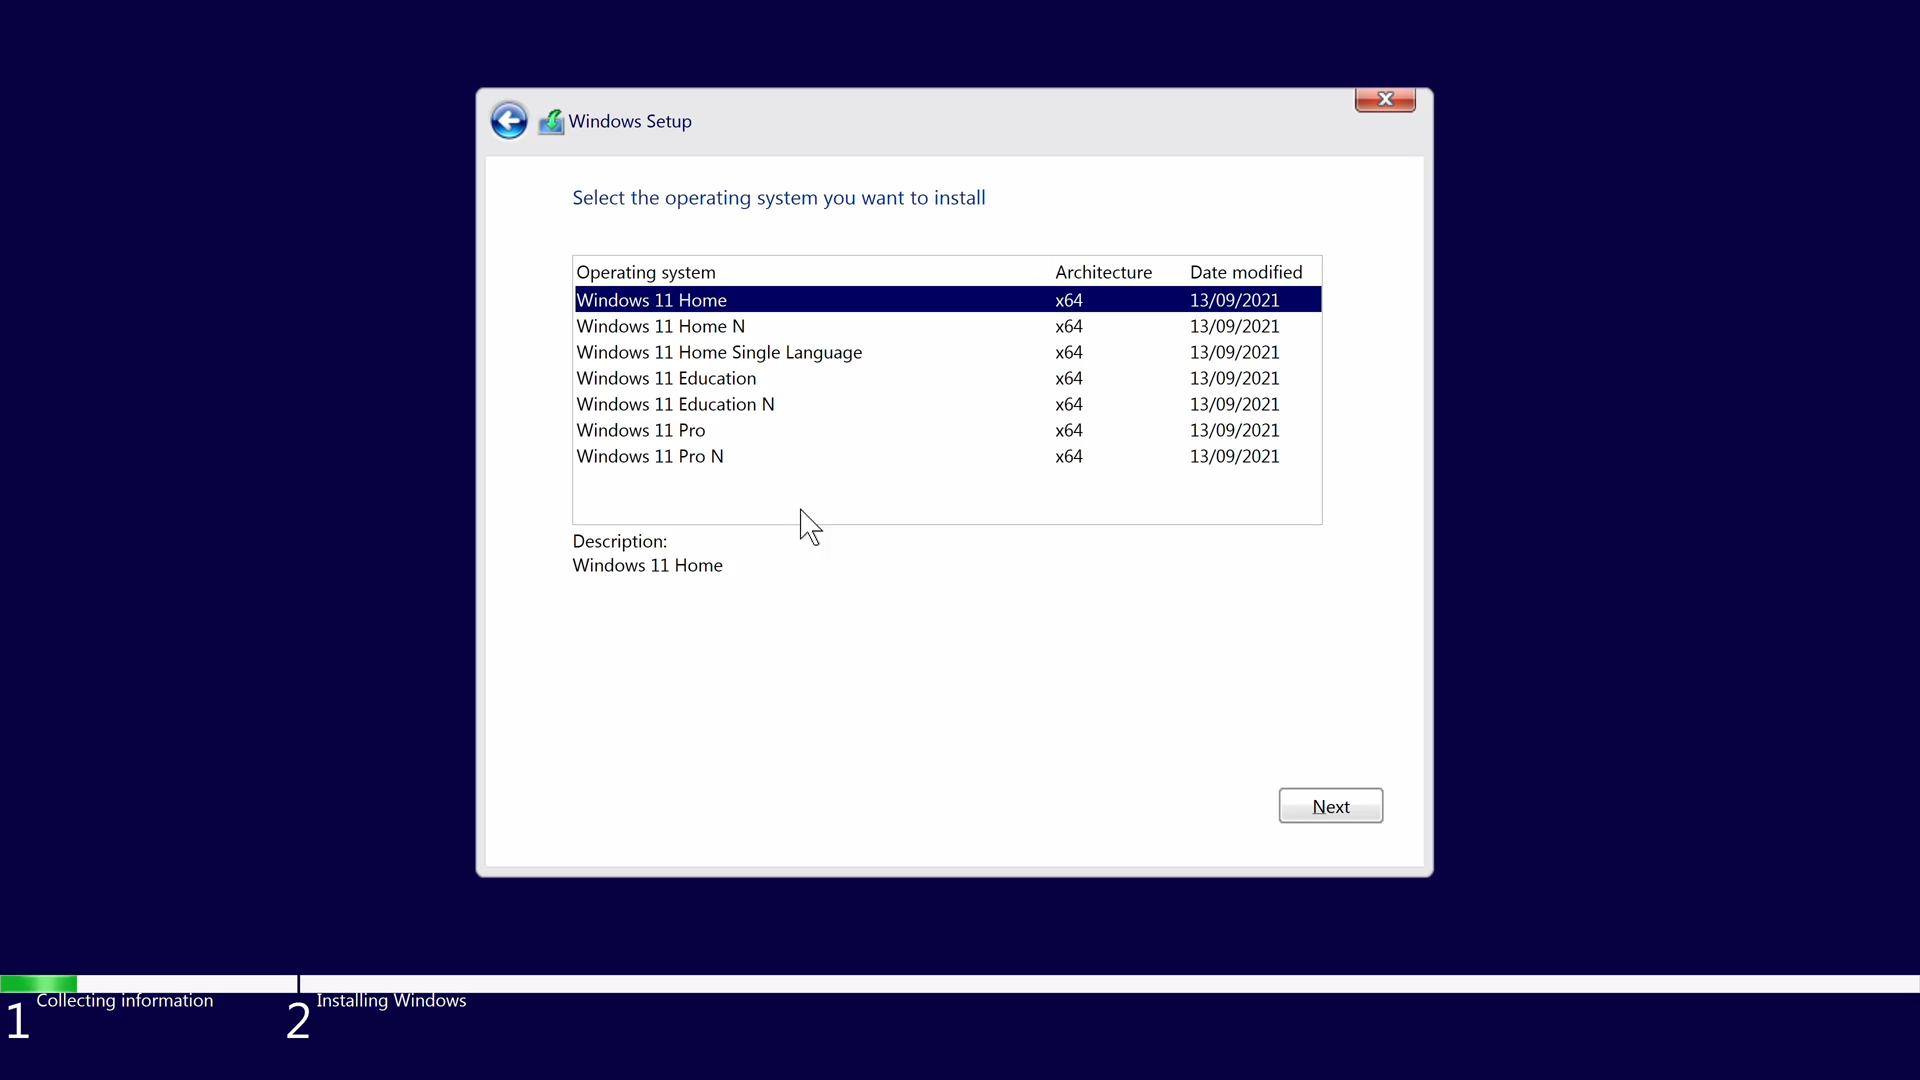 Windows Setup
Select the operating system you want to install
Operating system Architecture Date modified
Windows 11 Home x64 13/09/2021
Windows 11 Home N x64 13/09/2021
Windows 11 Home Single Language x64 13/09/2021
Windows 11 Education x64 13/09/2021
Windows 11 Education N x64 13/09/2021
Windows 11 Pro x64 13/09/2021
Windows 11 Pro N x64 13/09/2021
Description:
Windows 11 Home
Next
1 Collecting information 2 Installing Windows